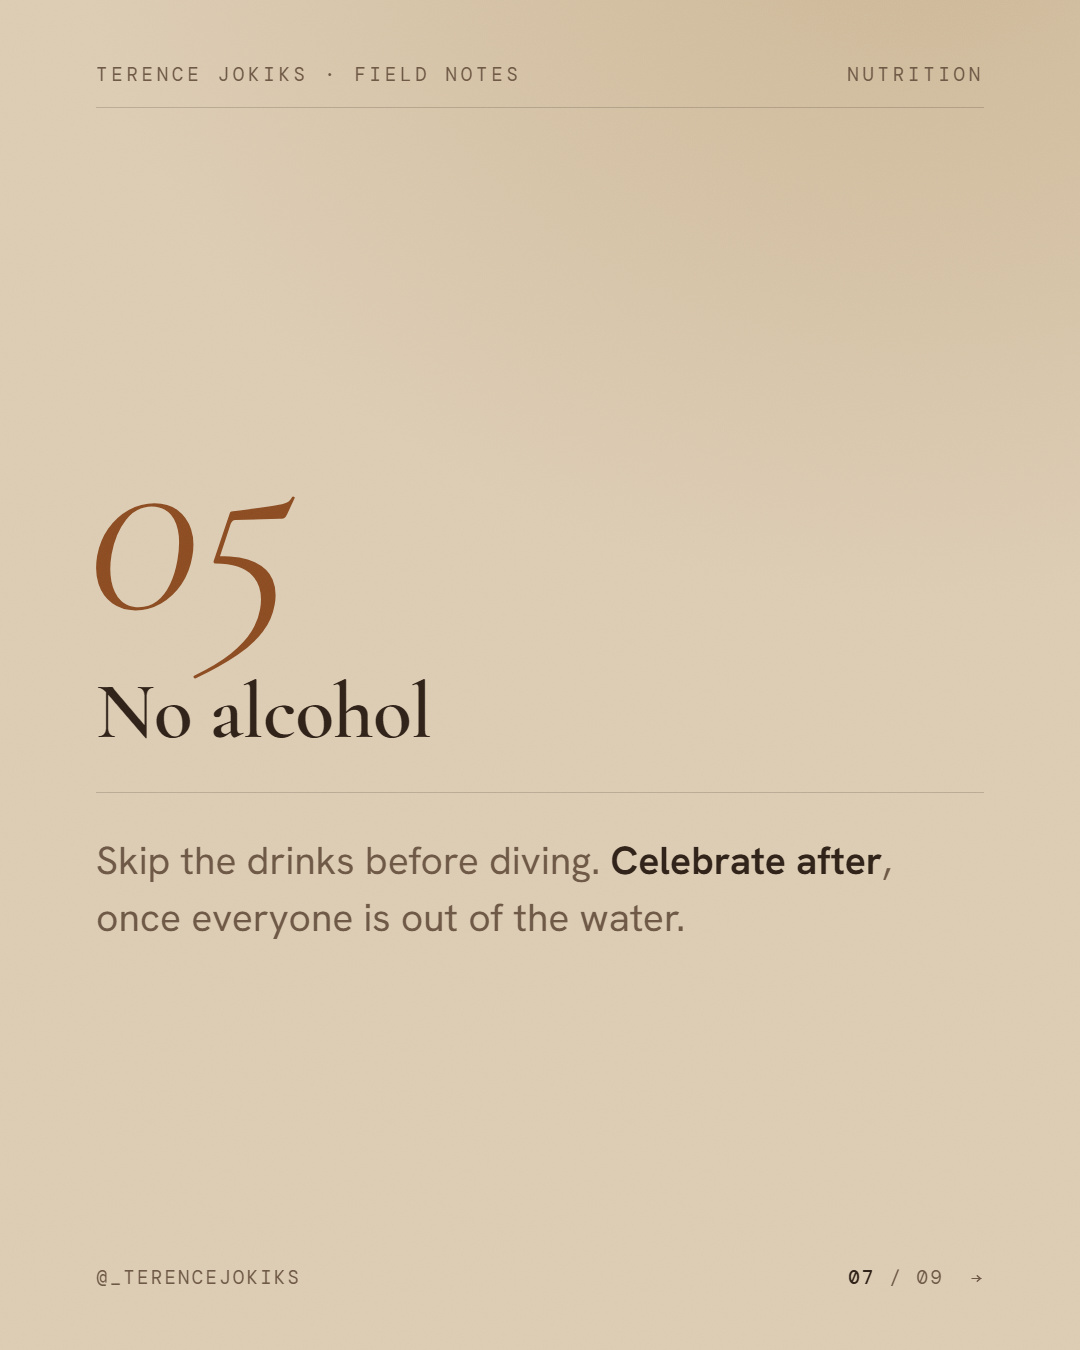 TERENCE JOKIKS · FIELD NOTES
NUTRITION
05
No alcohol
Skip the drinks before diving. Celebrate after,
once everyone is out of the water.
@_TERENCEJOKIKS
07 / 09 →